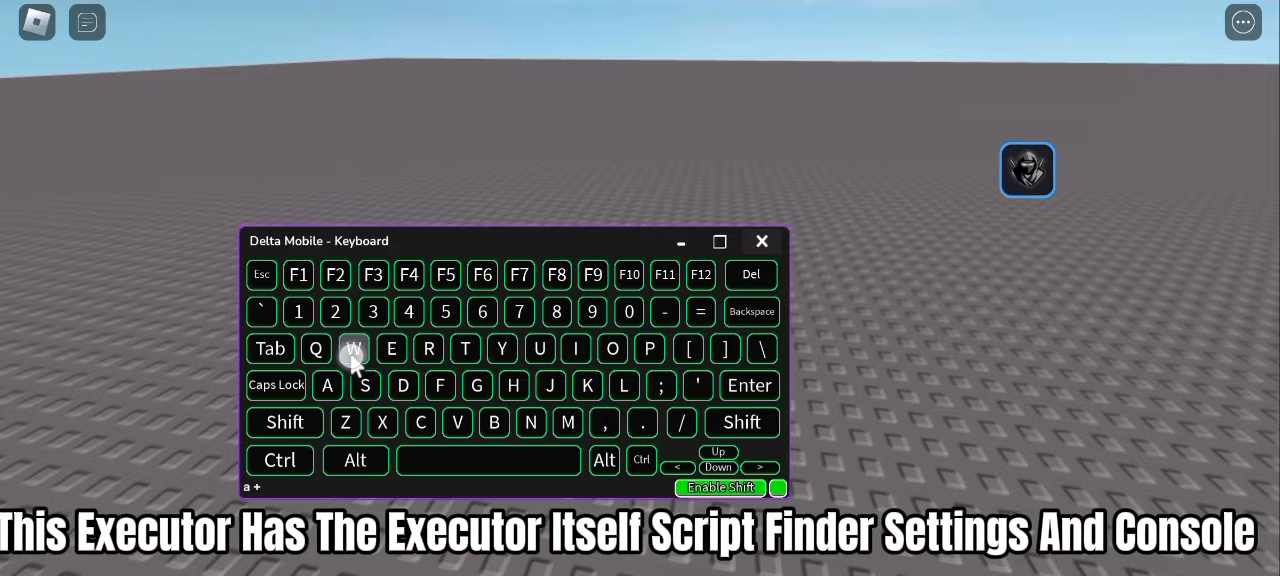 Delta Mobile - Keyboard
Esc F1 F2 F3 F4 F5 F6 F7 F8 F9 F10 F11 F12 Del
` 1 2 3 4 5 6 7 8 9 0 - = Backspace
Tab Q W E R T Y U I O P [ ] \
Caps Lock A S D F G H J K L ; ' Enter
Shift Z X C V B N M , . / Shift
Ctrl Alt Alt Ctrl Up
< Down >
a + Enable Shift
This Executor Has The Executor Itself Script Finder Settings And Console